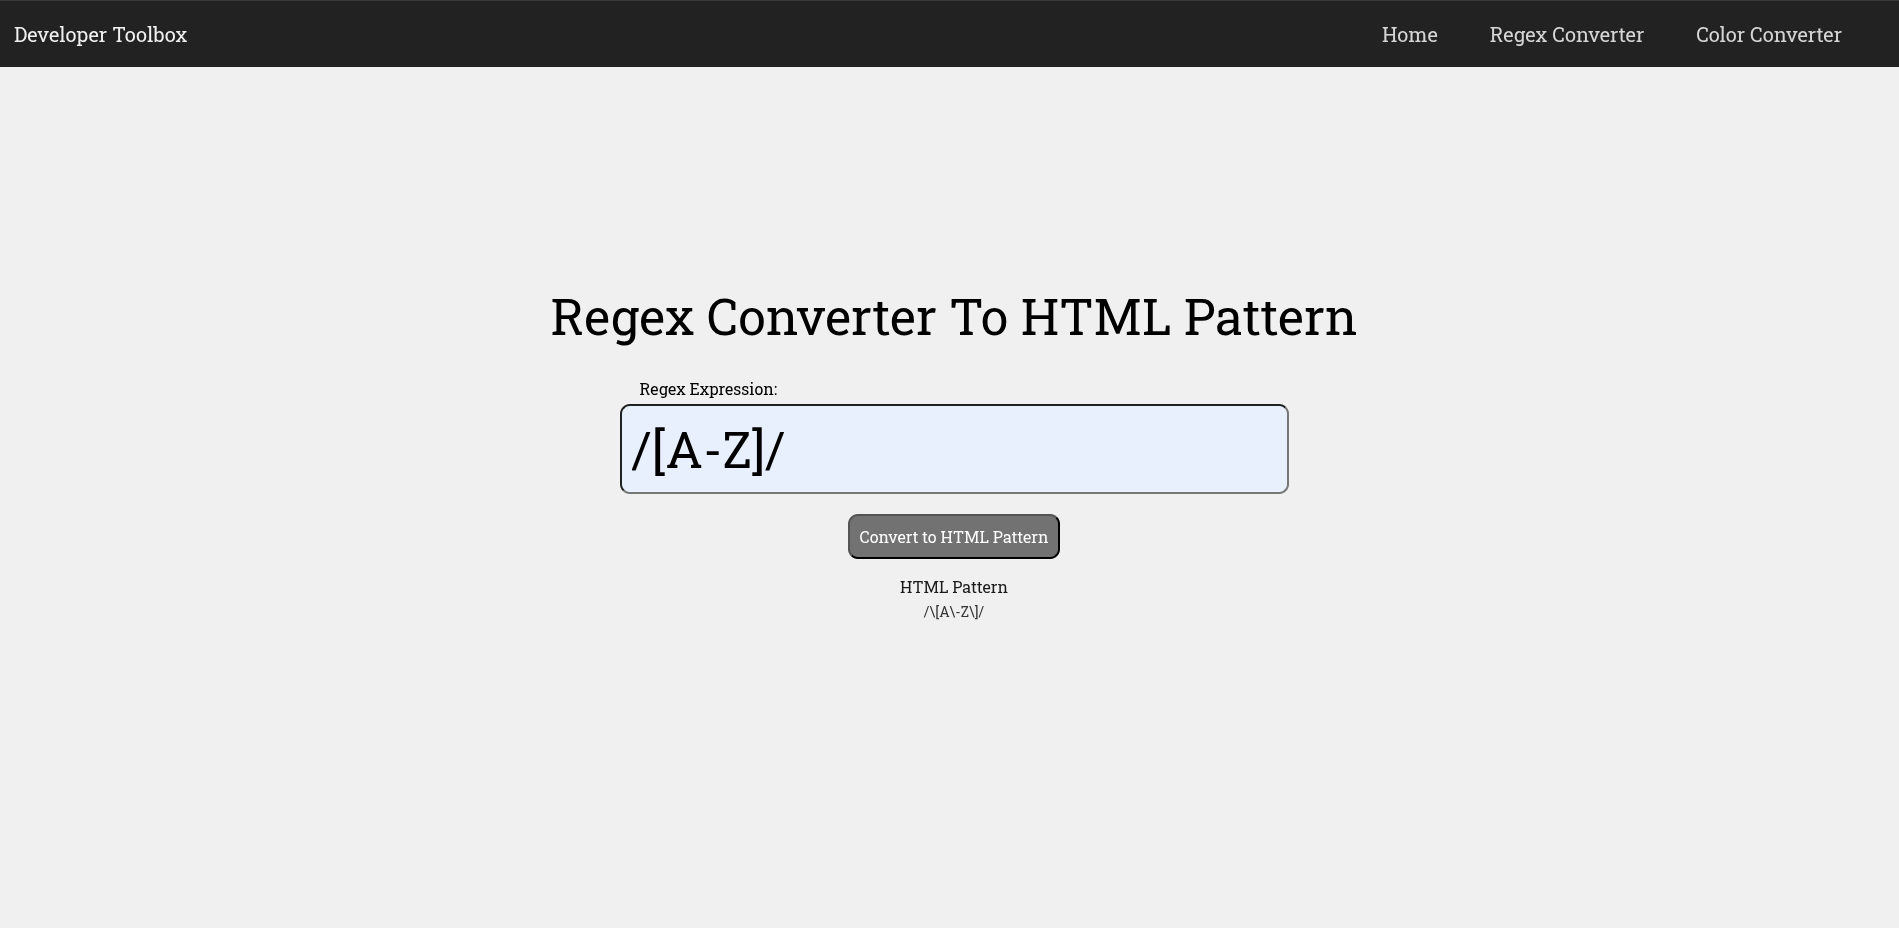 Developer Toolbox
Home
Regex Converter
Color Converter
Regex Converter To HTML Pattern
Regex Expression:
/[A-Z]/
Convert to HTML Pattern
HTML Pattern
/\[A\-Z\]/